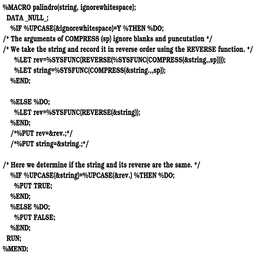 %MACRO palindro(string, ignorewhitespace);
DATA _NULL_;
%IF %UPCASE(&ignorewhitespace)=Y %THEN %DO;
/* The arguments of COMPRESS (sp) ignore blanks and puncutation */
/* We take the string and record it in reverse order using the REVERSE function. */
%LET rev=%SYSFUNC(REVERSE(%SYSFUNC(COMPRESS(&string,,sp))));
%LET string=%SYSFUNC(COMPRESS(&string.,,sp));
%END;
%ELSE %DO;
%LET rev=%SYSFUNC(REVERSE(&string));
%END;
/*%PUT rev=&rev.;*/
/*%PUT string=&string.;*/
/* Here we determine if the string and its reverse are the same. */
%IF %UPCASE(&string)=%UPCASE(&rev.) %THEN %DO;
%PUT TRUE;
%END;
%ELSE %DO;
%PUT FALSE;
%END;
RUN;
%MEND;